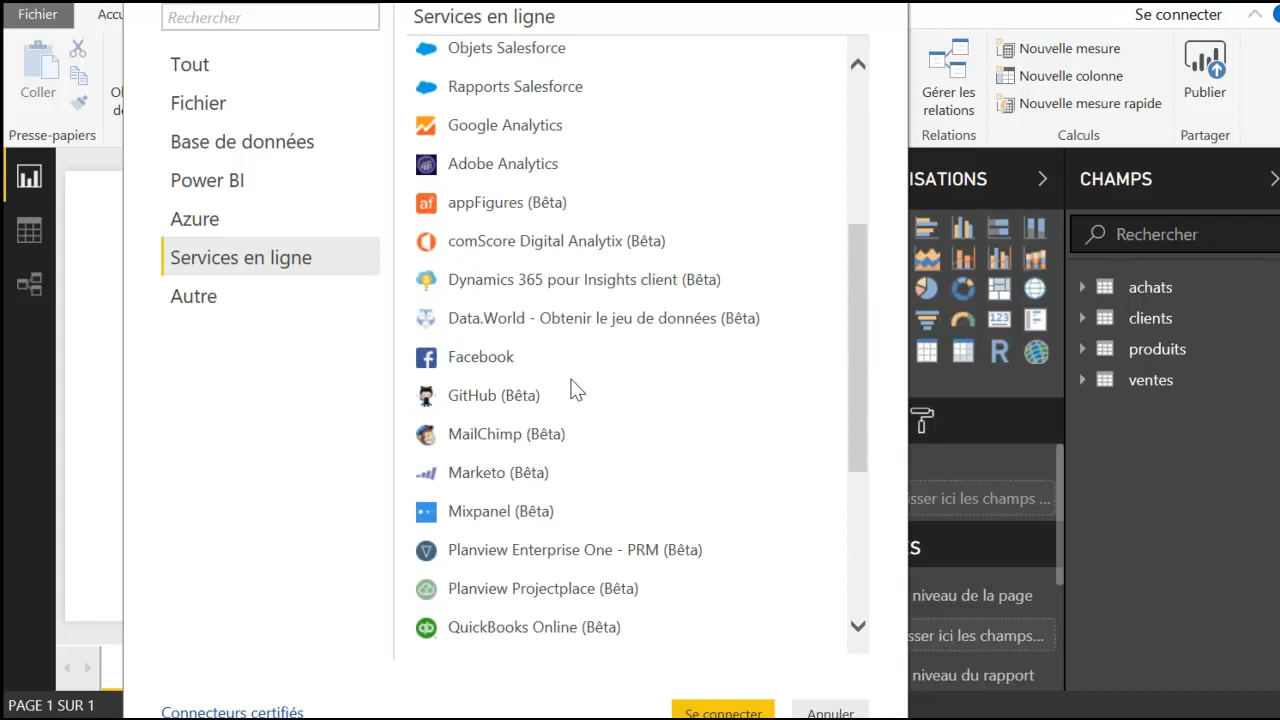 Fichier
Accu
Se connecter
Coller
Presse-papiers
Gérer les
relations
Relations
Nouvelle mesure
Nouvelle colonne
Nouvelle mesure rapide
Calculs
Publier
Partager
Rechercher
Tout
Fichier
Base de données
Power BI
Azure
Services en ligne
Autre
Services en ligne
Objets Salesforce
Rapports Salesforce
Google Analytics
Adobe Analytics
appFigures (Bêta)
comScore Digital Analytix (Bêta)
Dynamics 365 pour Insights client (Bêta)
Data.World - Obtenir le jeu de données (Bêta)
Facebook
GitHub (Bêta)
MailChimp (Bêta)
Marketo (Bêta)
Mixpanel (Bêta)
Planview Enterprise One - PRM (Bêta)
Planview Projectplace (Bêta)
QuickBooks Online (Bêta)
Connecteurs certifiés
Se connecter
Annuler
ISATIONS
sser ici les champs ...
S
niveau de la page
sser ici les champs...
niveau du rapport
CHAMPS
Rechercher
achats
clients
produits
ventes
PAGE 1 SUR 1